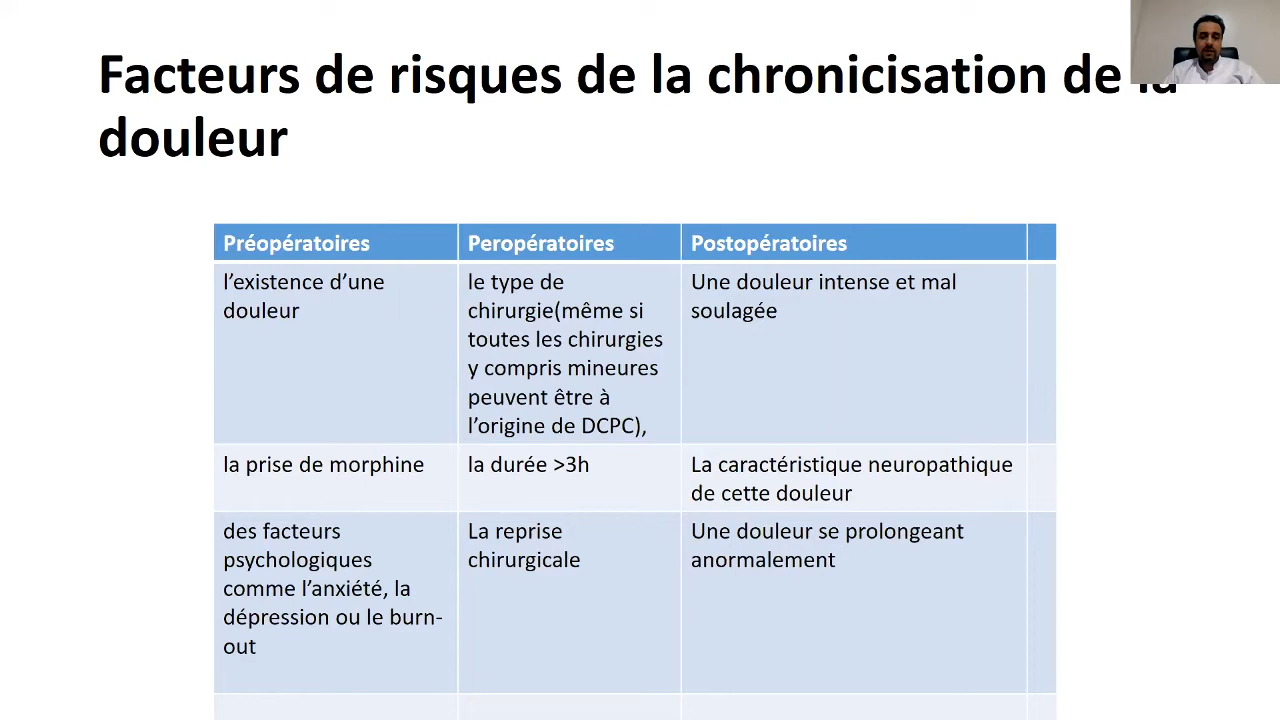 Facteurs de risques de la chronicisation de la
douleur
Préopératoires
Peropératoires
Postopératoires
l’existence d’une
douleur
le type de
chirurgie(même si
toutes les chirurgies
y compris mineures
peuvent être à
l’origine de DCPC),
Une douleur intense et mal
soulagée
la prise de morphine
la durée >3h
La caractéristique neuropathique
de cette douleur
des facteurs
psychologiques
comme l’anxiété, la
dépression ou le burn-
out
La reprise
chirurgicale
Une douleur se prolongeant
anormalement